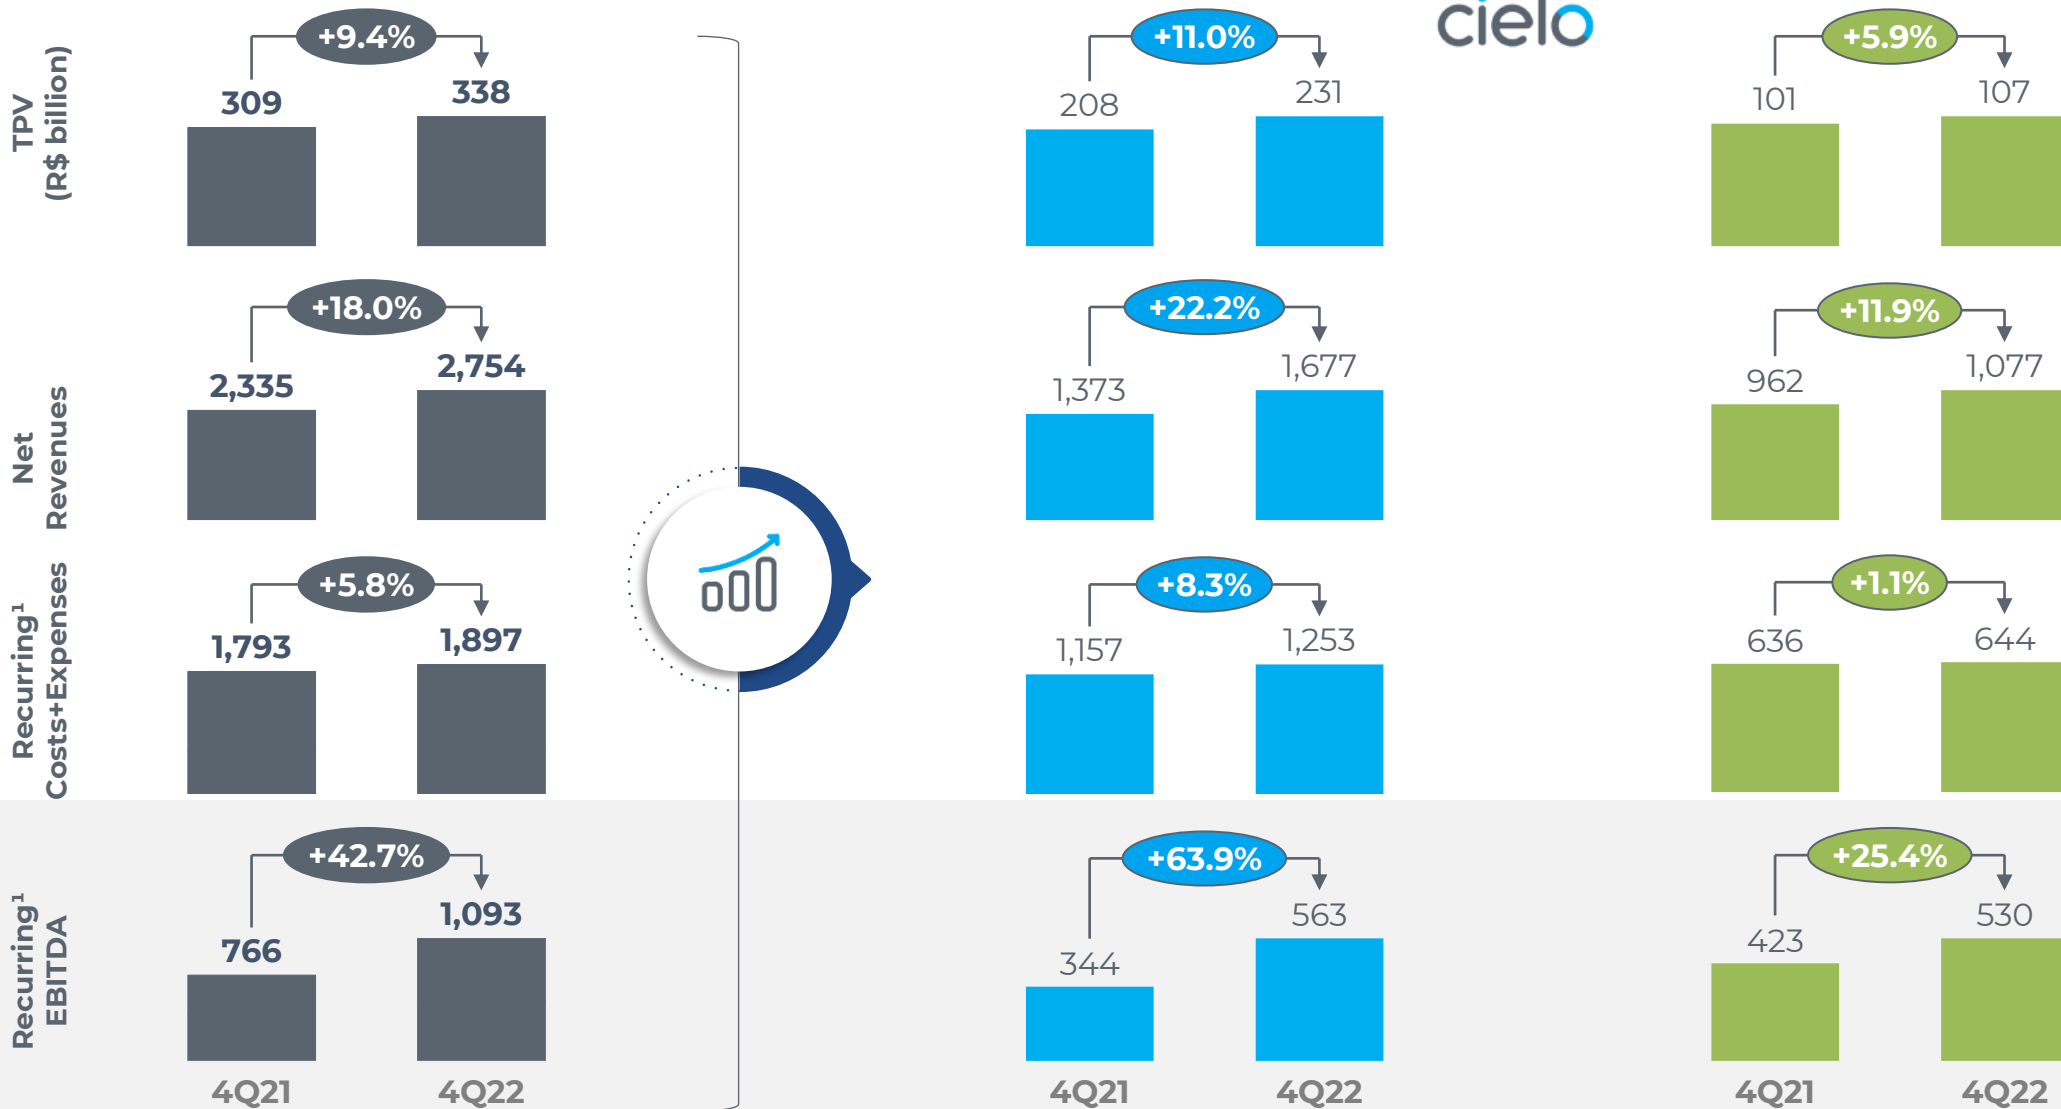 cielo
TPV
(R$ billion)
+9.4%
309
338
+11.0%
208
231
+5.9%
101
107
Net
Revenues
+18.0%
2,335
2,754
+22.2%
1,373
1,677
+11.9%
962
1,077
Recurring¹
Costs+Expenses
+5.8%
1,793
1,897
+8.3%
1,157
1,253
+1.1%
636
644
Recurring¹
EBITDA
+42.7%
766
1,093
+63.9%
344
563
+25.4%
423
530
4Q21
4Q22
4Q21
4Q22
4Q21
4Q22